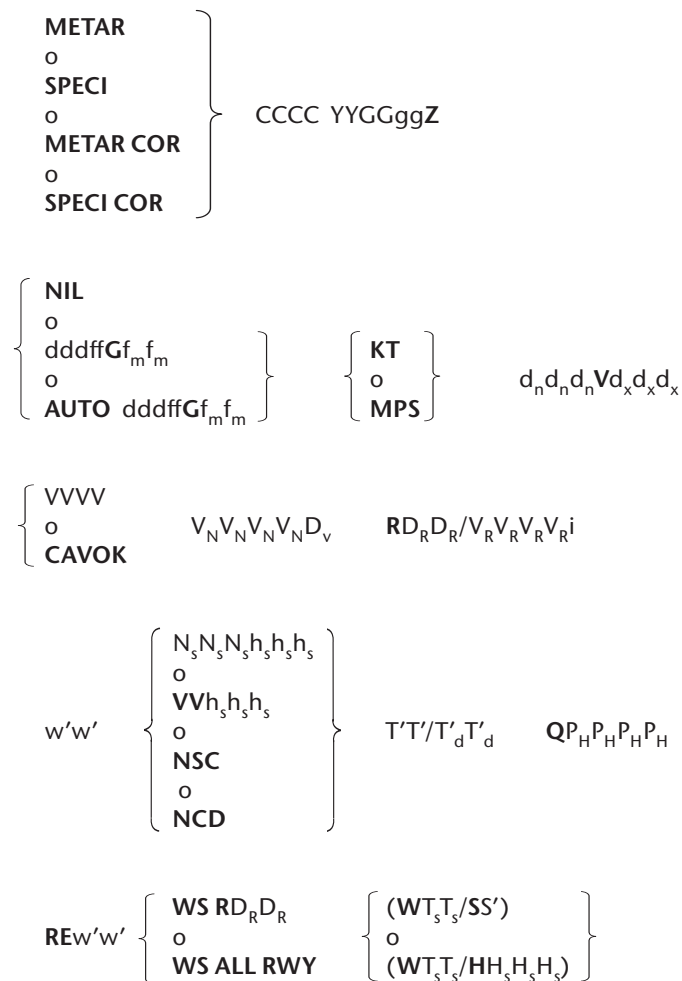 METAR
o
SPECI
o
METAR COR
o
SPECI COR
CCCC YYGGggZ
NIL
o
dddffGfmfm
o
AUTO dddffGfmfm
KT
o
MPS
dndndnVdxdxdx
VVVV
o
CAVOK
VNVNVNVNDv
RDRDR/VRVRVRVRi
w′w′
NsNsNshshshs
o
VVhshshs
o
NSC
o
NCD
T′T′/T′dT′d
QPHPHPHPH
REw′w′
WS RDRDR
o
WS ALL RWY
(WTsTs/SS′)
o
(WTsTs/HHsHsHs)